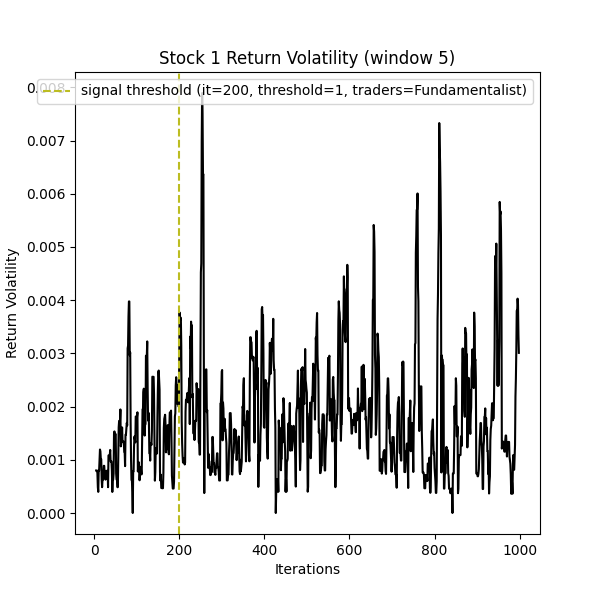 Stock 1 Return Volatility (window 5)
signal threshold (it=200, threshold=1, traders=Fundamentalist)
Return Volatility
0.008
0.007
0.006
0.005
0.004
0.003
0.002
0.001
0.000
0 200 400 600 800 1000
Iterations